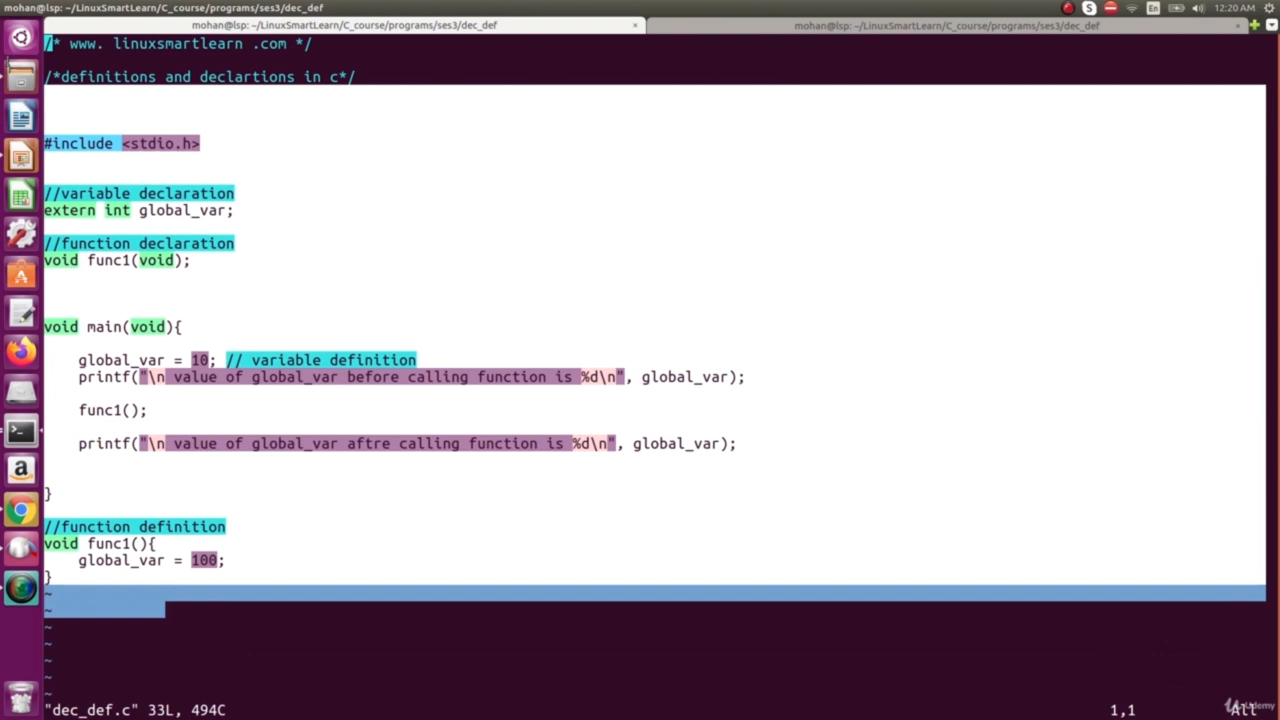 mohan@lsp: ~/LinuxSmartLearn/C_course/programs/ses3/dec_def
En
12:20 AM
mohan@lsp: ~/LinuxSmartLearn/C_course/programs/ses3/dec_def
mohan@lsp: ~/LinuxSmartLearn/C_course/programs/ses3/dec_def
/* www. linuxsmartlearn .com */
/*definitions and declartions in c*/
#include <stdio.h>
//variable declaration
extern int global_var;
//function declaration
void func1(void);
void main(void){
global_var = 10; // variable definition
printf("\n value of global_var before calling function is %d\n", global_var);
func1();
printf("\n value of global_var aftre calling function is %d\n", global_var);
}
//function definition
void func1(){
global_var = 100;
}
~
~
~
~
~
~
~
"dec_def.c" 33L, 494C
1,1
All
Udemy